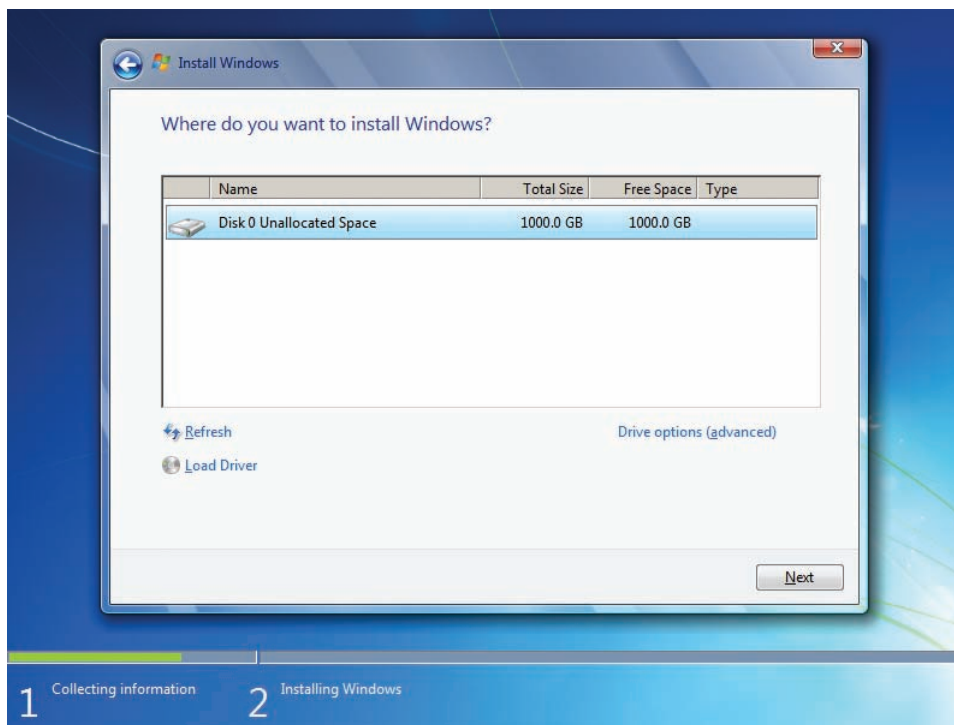 Install Windows
Where do you want to install Windows?
Name Total Size Free Space Type
Disk 0 Unallocated Space 1000.0 GB 1000.0 GB
Refresh Drive options (advanced)
Load Driver
Next
1 Collecting information 2 Installing Windows